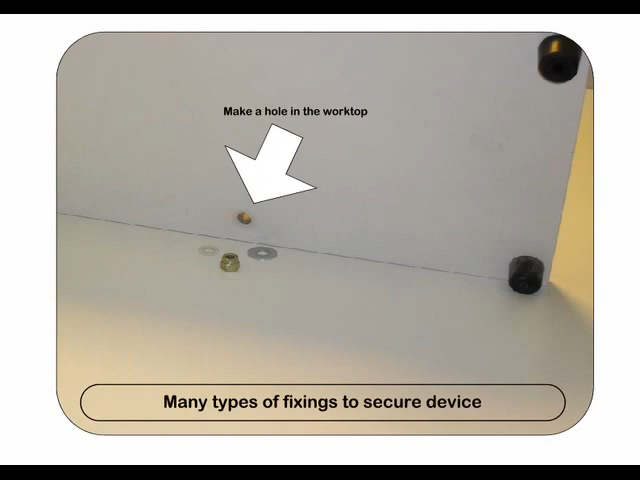 Make a hole in the worktop
Many types of fixings to secure device